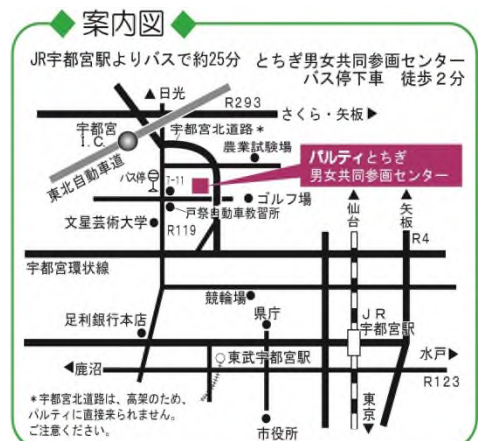 案内図
JR宇都宮駅よりバスで約25分 とちぎ男女共同参画センター
バス停下車 徒歩2分
▲日光
R293
さくら・矢板▶
宇都宮
I.C.
宇都宮北道路*
農業試験場
東北自動車道
バス停
7-11
パルティとちぎ
男女共同参画センター
ゴルフ場
戸祭自動車教習所
文星芸術大学
R119
▲仙台
▲矢板
R4
宇都宮環状線
競輪場
県庁
足利銀行本店
JR
宇都宮駅
東武宇都宮駅
水戸▶
◀鹿沼
R123
*宇都宮北道路は、高架のため、
パルティに直接来られません。
ご注意ください。
市役所
東京▼